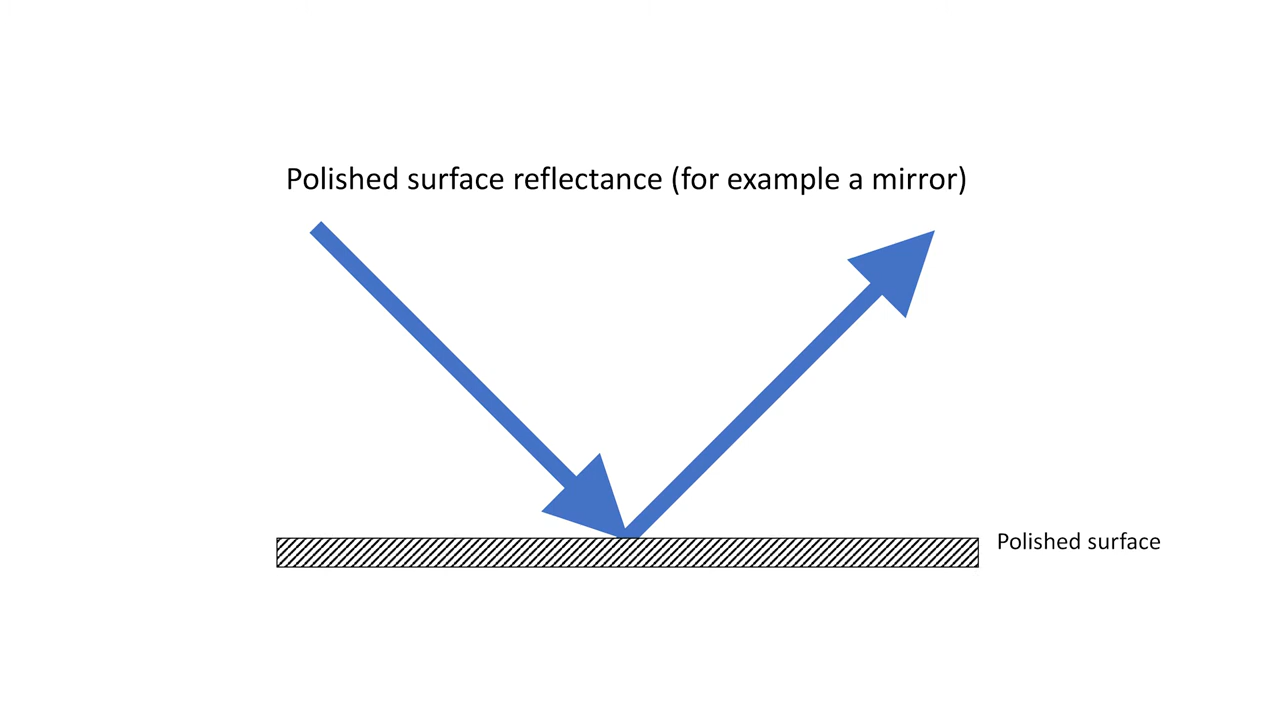 Polished surface reflectance (for example a mirror)
Polished surface